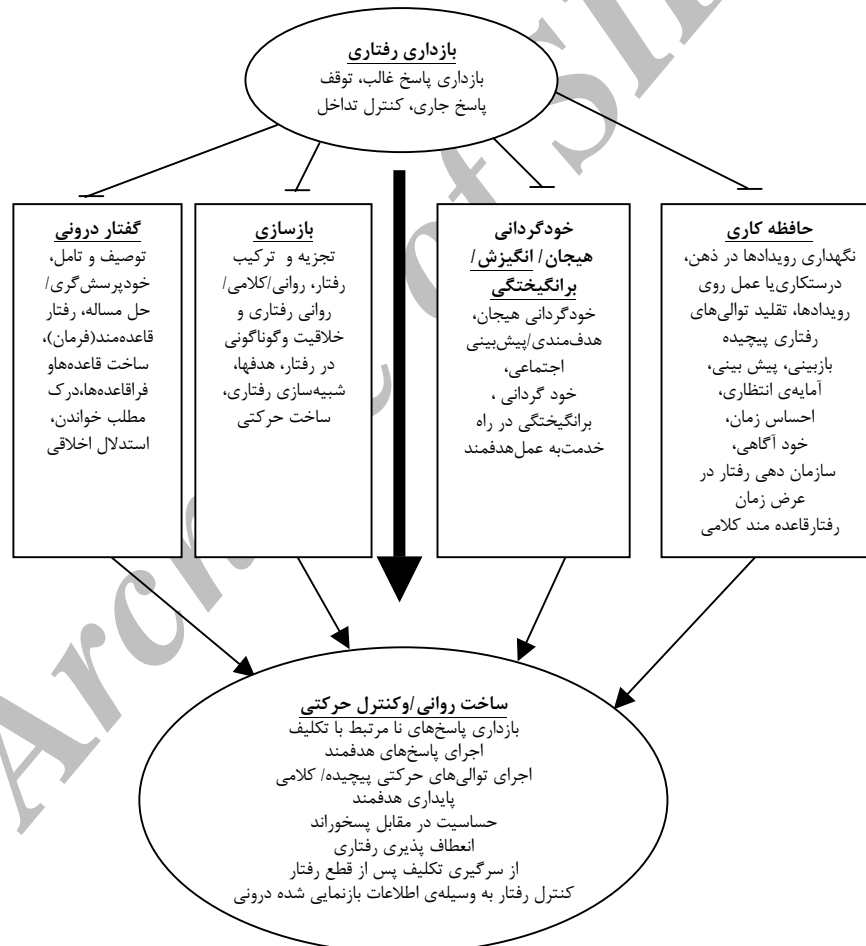 بازداری رفتاری
بازداری پاسخ غالب، توقف
پاسخ جاری، کنترل تداخل
حافظه کاری
نگهداری رویدادها در ذهن،
درستکاری‌یا عمل روی
رویدادها، تقلید توالی‌های
رفتاری پیچیده
بازبینی، پیش بینی،
آمایه‌ی انتظاری،
احساس زمان،
خود آگاهی،
سازمان دهی رفتار در
عرض زمان
رفتارقاعده مند کلامی
خودگردانی
هیجان/ انگیزش/
برانگیختگی
خودگردانی هیجان،
هدف‌مندی/پیش‌بینی
اجتماعی،
خود گردانی ،
برانگیختگی در راه
خدمت‌به عمل‌هدفمند
بازسازی
تجزیه و ترکیب
رفتار، روانی/کلامی/
روانی رفتاری و
خلاقیت وگوناگونی
در رفتار، هدفها،
شبیه‌سازی رفتاری،
ساخت حرکتی
گفتار درونی
توصیف و تامل،
خودپرسش‌گری/
حل مساله، رفتار
قاعده‌مند(فرمان)،
ساخت قاعده‌هاو
فراقاعده‌ها،درک
مطلب خواندن،
استدلال اخلاقی
ساخت روانی/وکنترل حرکتی
بازداری پاسخ‌های نا مرتبط با تکلیف
اجرای پاسخ‌های هدفمند
اجرای توالی‌های حرکتی پیچیده/ کلامی
پایداری هدفمند
حساسیت در مقابل پسخوراند
انعطاف پذیری رفتاری
از سرگیری تکلیف پس از قطع رفتار
کنترل رفتار به وسیله‌ی اطلاعات بازنمایی شده درونی